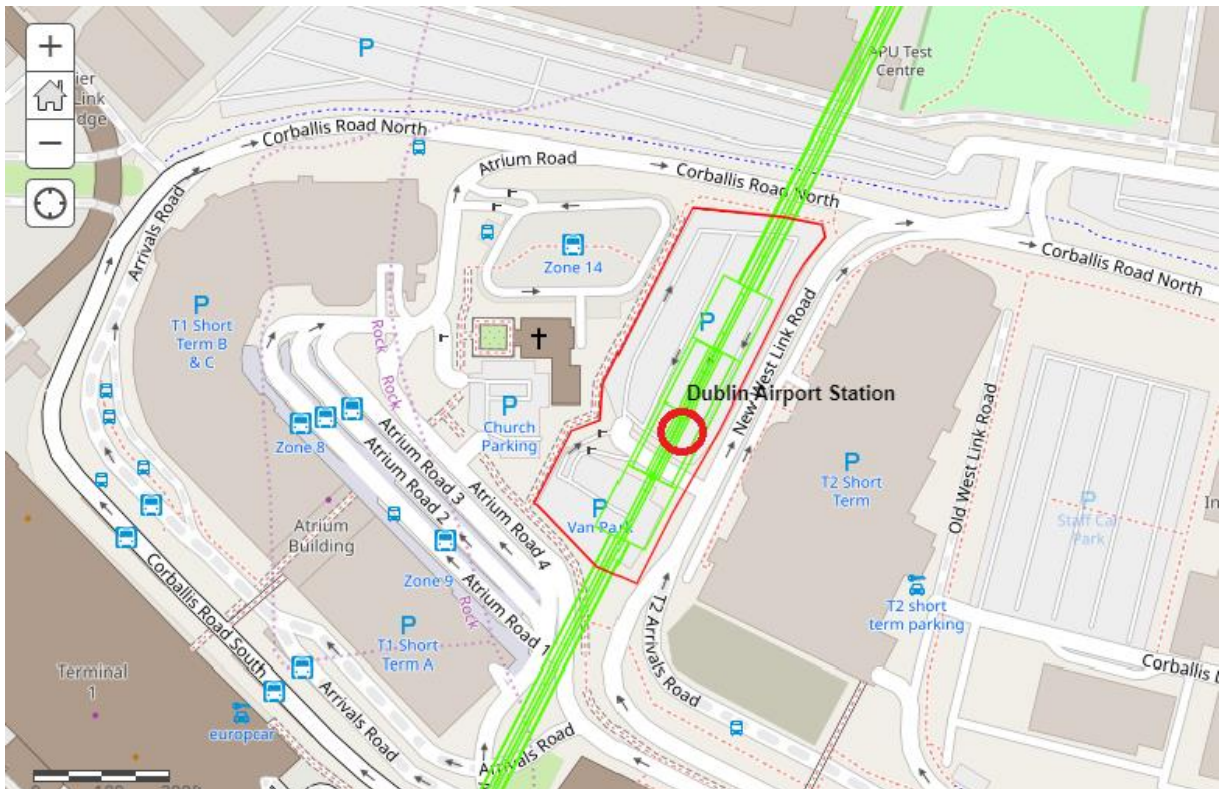 +
−
APU Test
Centre
Corballis Road North
Atrium Road
Corballis Road North
Corballis Road North
Arrivals Road
P
Zone 14
P
T1 Short
Term B
& C
Rock
Rock
Rock
P
Church
Parking
P
Dublin Airport Station
New West Link Road
Zone 8
Atrium Road 3
Atrium Road 2
Atrium Road 4
P
Van Park
P
T2 Short
Term
Old West Link Road
P
Staff Car
Park
Atrium
Building
Zone 9
Atrium Road 1
Rock
Corballis Road South
P
T1 Short
Term A
T2 Arrivals Road
T2 short
term parking
Corballis
Terminal
1
europcar
Arrivals Road
Arrivals Road